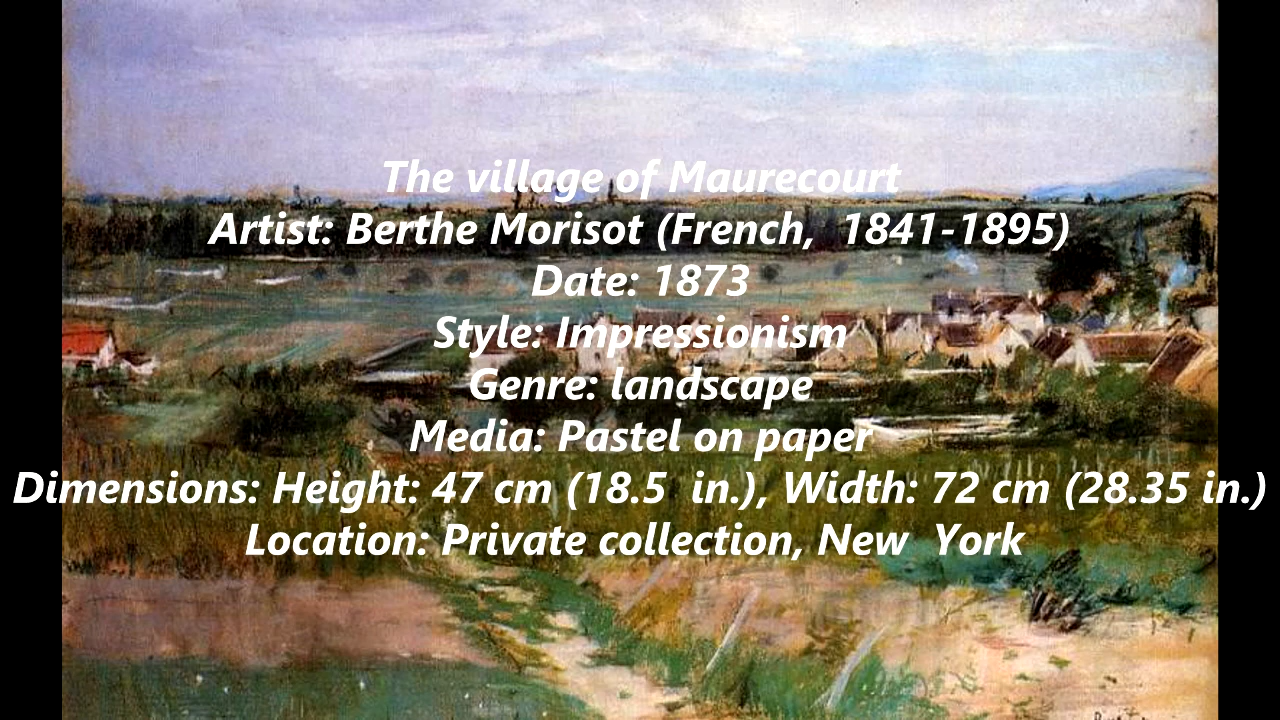 The village of Maurecourt
Artist: Berthe Morisot (French,  1841-1895)
Date: 1873
Style: Impressionism
Genre: landscape
Media: Pastel on paper
Dimensions: Height: 47 cm (18.5  in.), Width: 72 cm (28.35 in.)
Location: Private collection, New  York